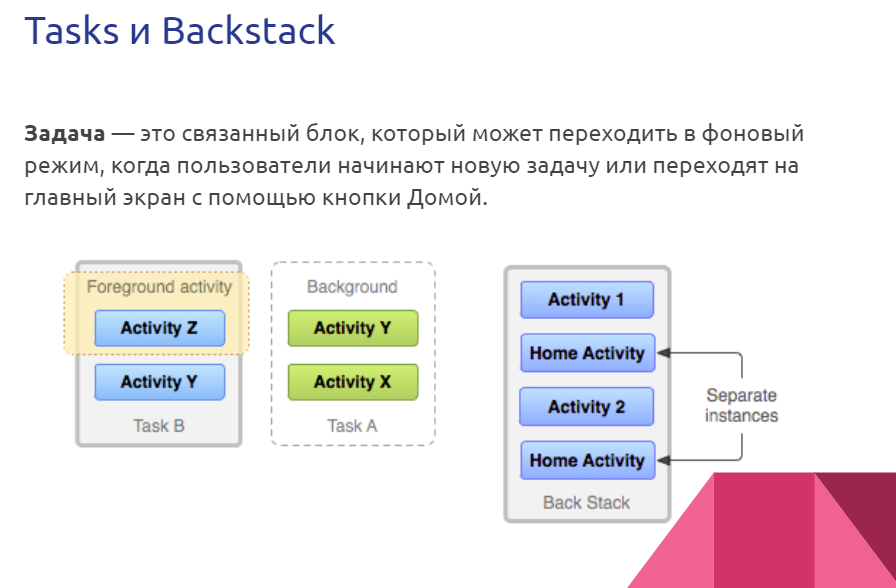 Tasks и Backstack
Задача — это связанный блок, который может переходить в фоновый
режим, когда пользователи начинают новую задачу или переходят на
главный экран с помощью кнопки Домой.
Foreground activity
Activity Z
Activity Y
Task B
Background
Activity Y
Activity X
Task A
Activity 1
Home Activity
Activity 2
Home Activity
Back Stack
Separate
instances